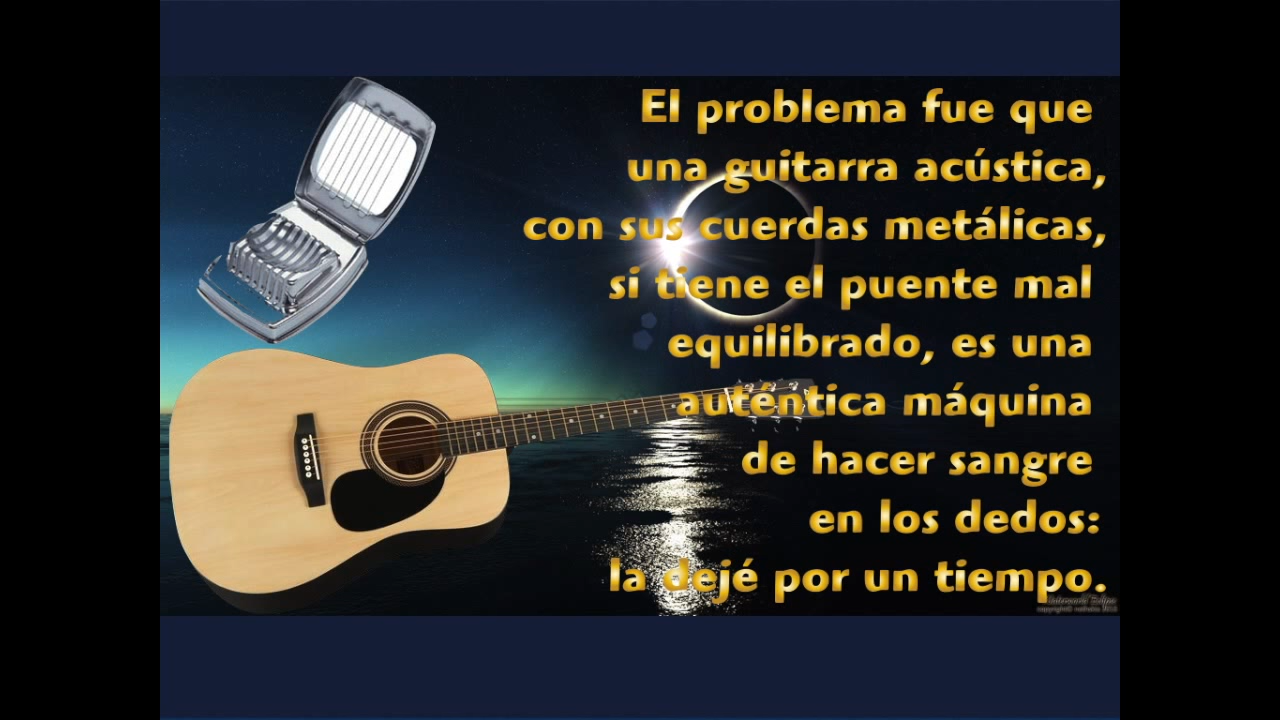 El problema fue que
una guitarra acústica,
con sus cuerdas metálicas,
si tiene el puente mal
equilibrado, es una
auténtica máquina
de hacer sangre
en los dedos:
la dejé por un tiempo.